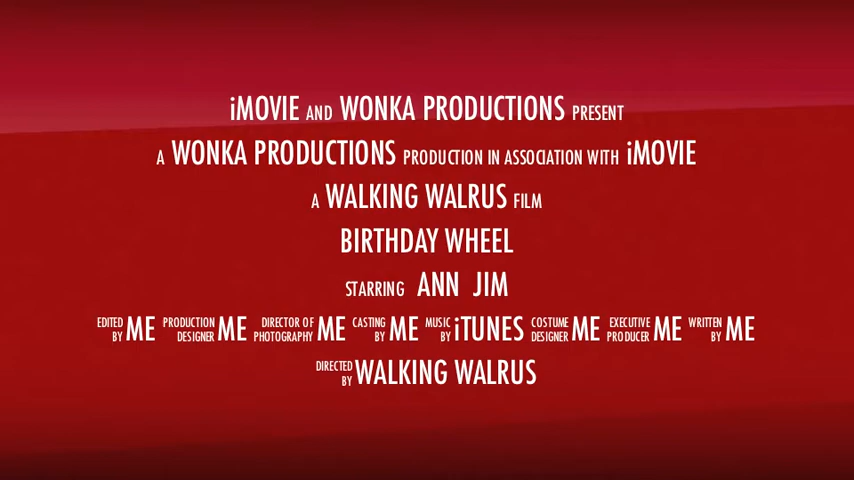 iMOVIE AND WONKA PRODUCTIONS PRESENT
A WONKA PRODUCTIONS PRODUCTION IN ASSOCIATION WITH iMOVIE
A WALKING WALRUS FILM
BIRTHDAY WHEEL
STARRING ANN JIM
EDITED BY ME PRODUCTION DESIGNER ME DIRECTOR OF PHOTOGRAPHY ME CASTING BY ME MUSIC BY iTUNES COSTUME DESIGNER ME EXECUTIVE PRODUCER ME WRITTEN BY ME
DIRECTED BY WALKING WALRUS